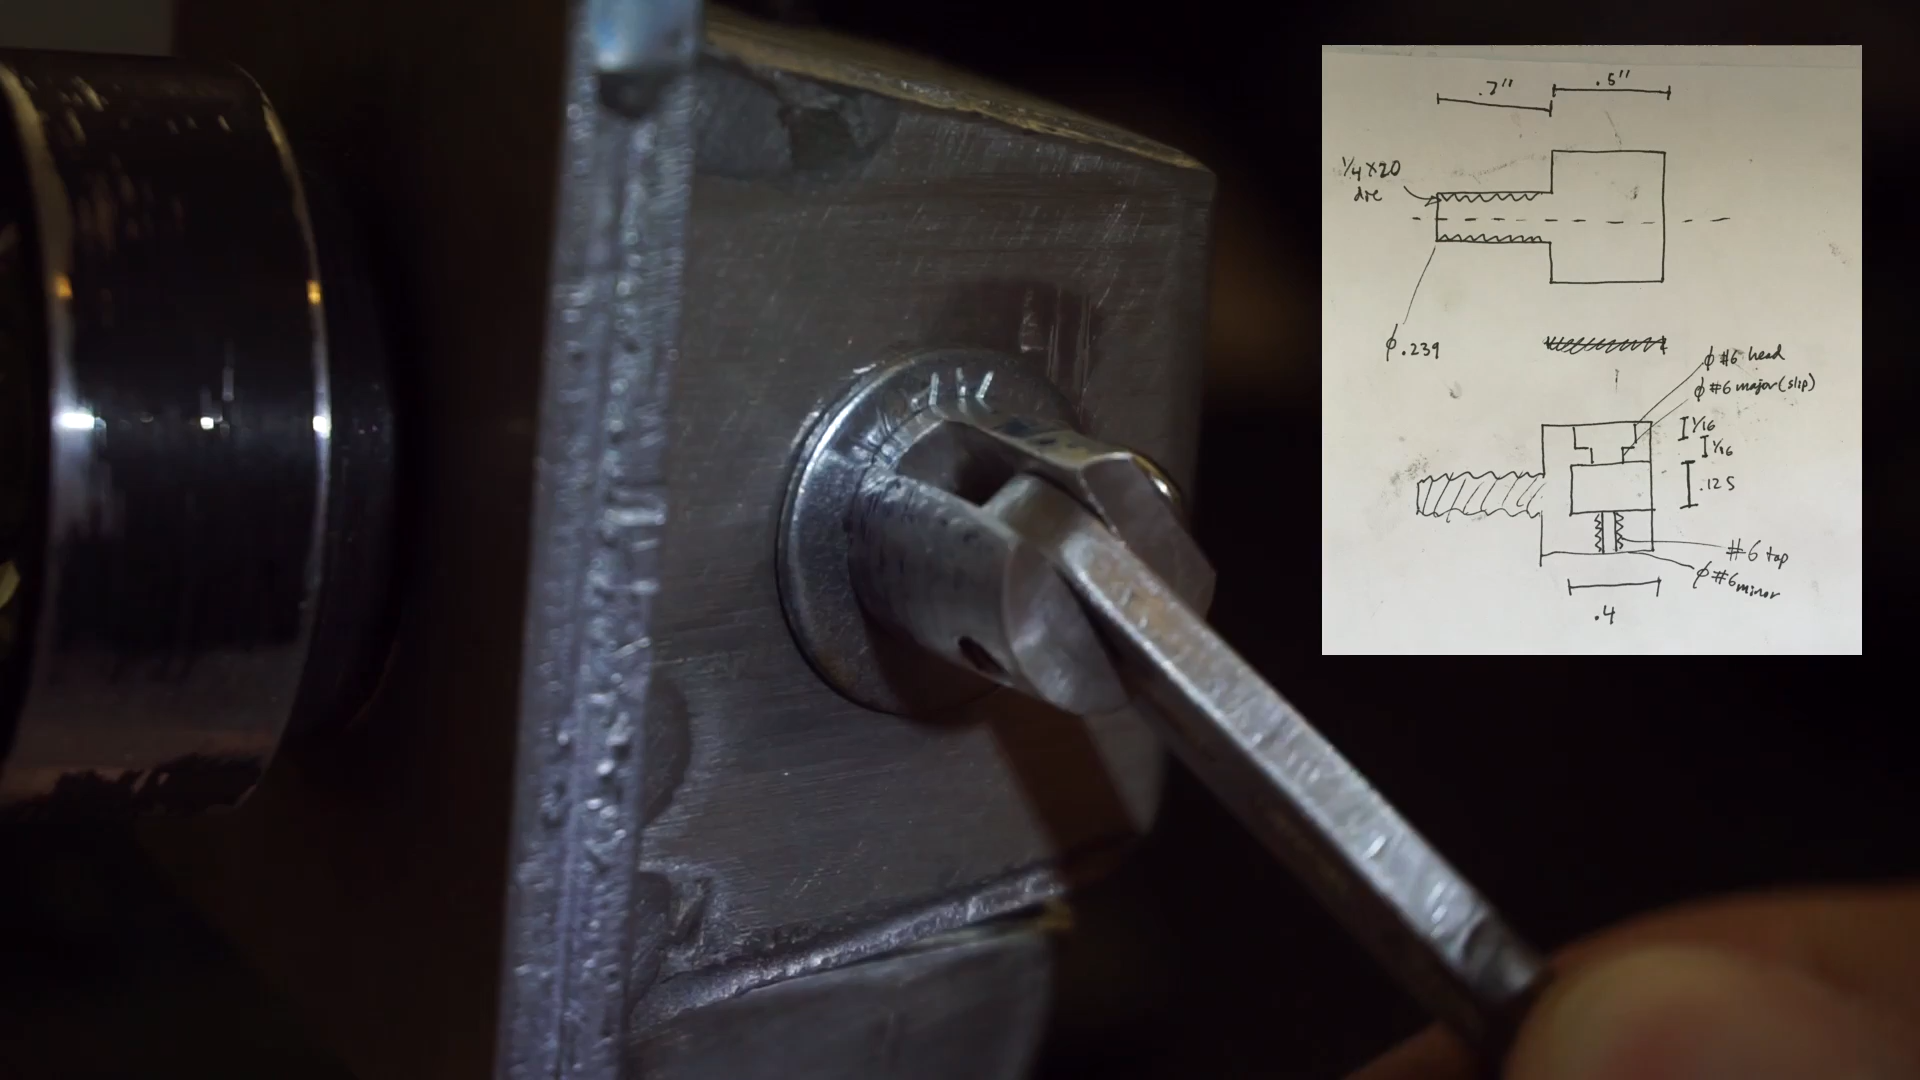 .7" .5"
1/4 x 20
die
ϕ.239
ϕ #6 head
ϕ #6 major (slip)
1/16
1/16
.125
#6 tap
ϕ #6 minor
.4